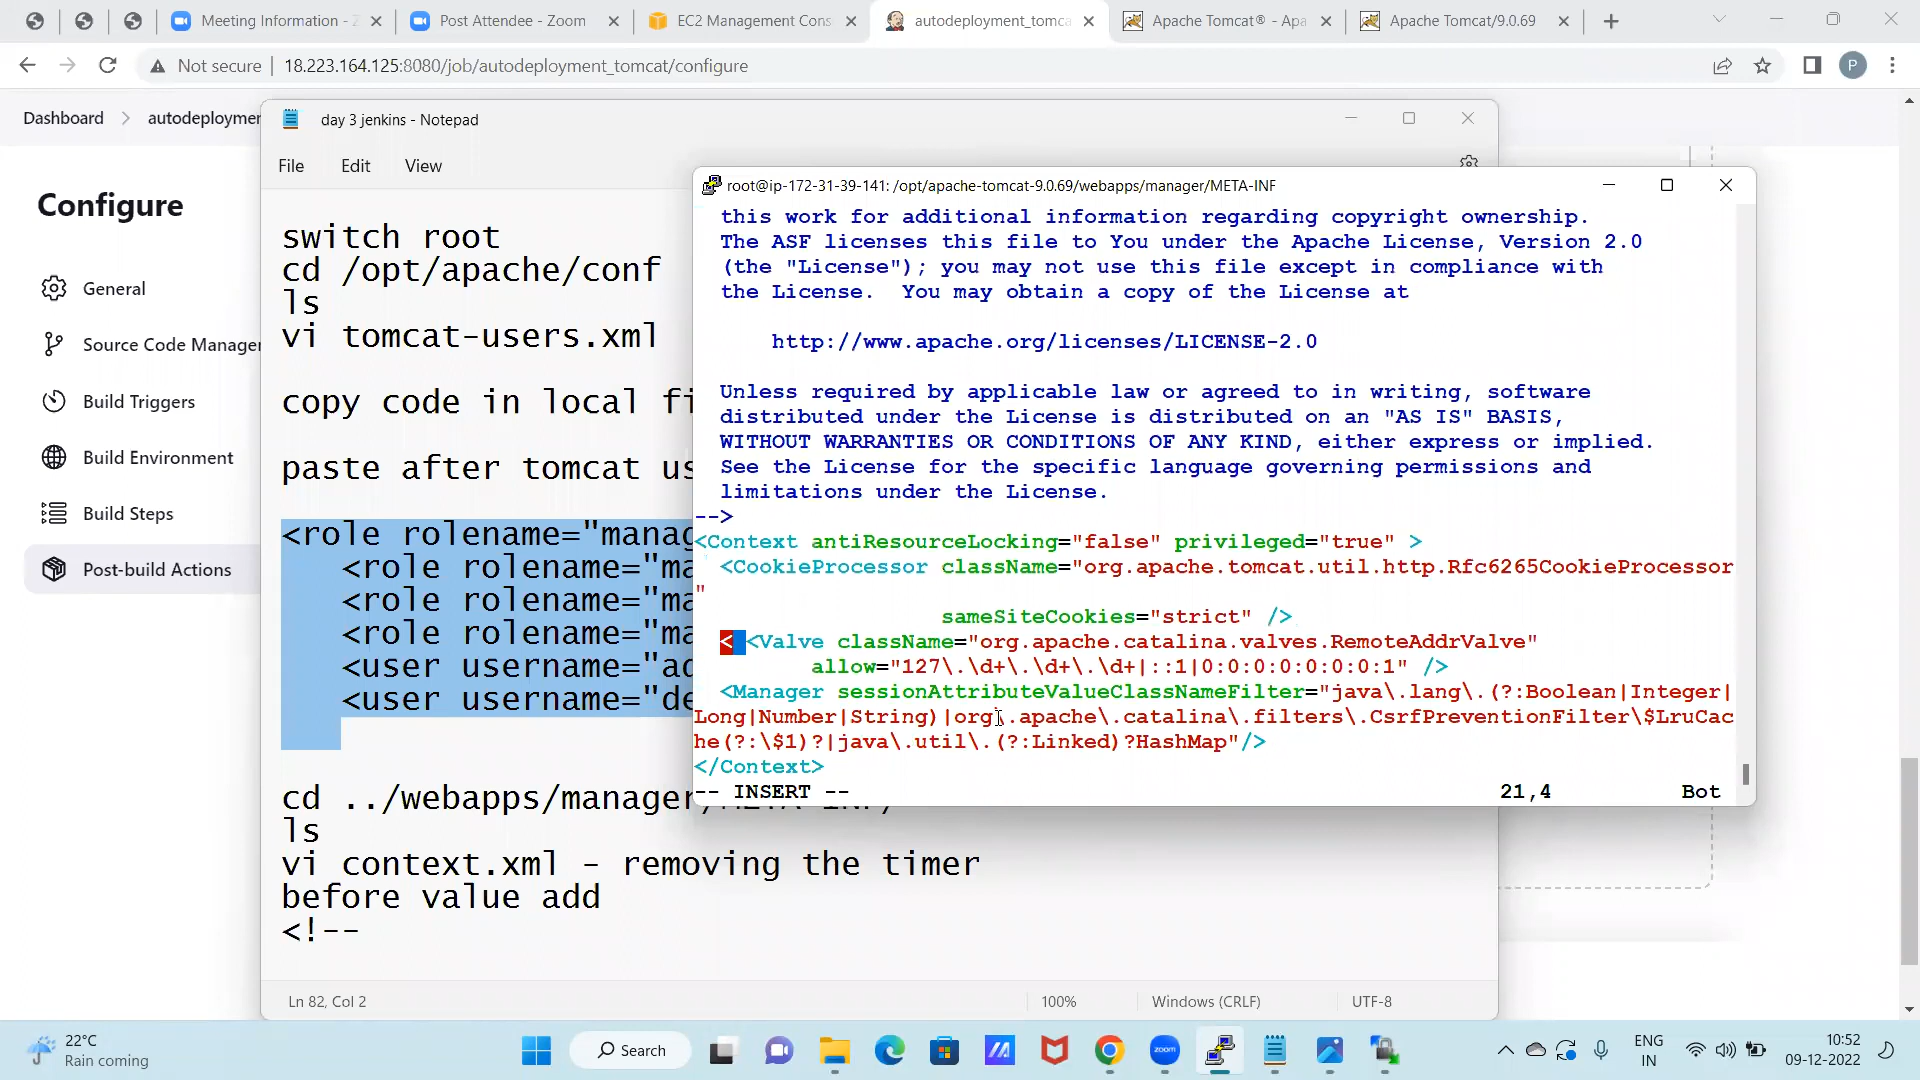 Meeting Information - Z
Post Attendee - Zoom
EC2 Management Cons
autodeployment_tomca
Apache Tomcat® - Apa
Apache Tomcat/9.0.69
Not secure
18.223.164.125:8080/job/autodeployment_tomcat/configure
P
Dashboard
autodeploymen
Configure
General
Source Code Manager
Build Triggers
Build Environment
Build Steps
Post-build Actions
day 3 jenkins - Notepad
File Edit View
switch root
cd /opt/apache/conf
ls
vi tomcat-users.xml
copy code in local fi
paste after tomcat us
<role rolename="manag
<role rolename="ma
<role rolename="ma
<role rolename="ma
<user username="ad
<user username="de
cd ../webapps/manager/META-INF/
ls
vi context.xml - removing the timer
before value add
<!--
Ln 82, Col 2
100%
Windows (CRLF)
UTF-8
root@ip-172-31-39-141: /opt/apache-tomcat-9.0.69/webapps/manager/META-INF
this work for additional information regarding copyright ownership.
The ASF licenses this file to You under the Apache License, Version 2.0
(the "License"); you may not use this file except in compliance with
the License.  You may obtain a copy of the License at
http://www.apache.org/licenses/LICENSE-2.0
Unless required by applicable law or agreed to in writing, software
distributed under the License is distributed on an "AS IS" BASIS,
WITHOUT WARRANTIES OR CONDITIONS OF ANY KIND, either express or implied.
See the License for the specific language governing permissions and
limitations under the License.
-->
<Context antiResourceLocking="false" privileged="true" >
<CookieProcessor className="org.apache.tomcat.util.http.Rfc6265CookieProcessor
"
sameSiteCookies="strict" />
< <Valve className="org.apache.catalina.valves.RemoteAddrValve"
allow="127\.\d+\.\d+\.\d+|::1|0:0:0:0:0:0:0:1" />
<Manager sessionAttributeValueClassNameFilter="java\.lang\.(?:Boolean|Integer|
Long|Number|String)|org\.apache\.catalina\.filters\.CsrfPreventionFilter\$LruCac
he(?:\$1)?|java\.util\.(?:Linked)?HashMap"/>
</Context>
-- INSERT --
21,4
Bot
22°C
Rain coming
Search
zoom
ENG
IN
10:52
09-12-2022